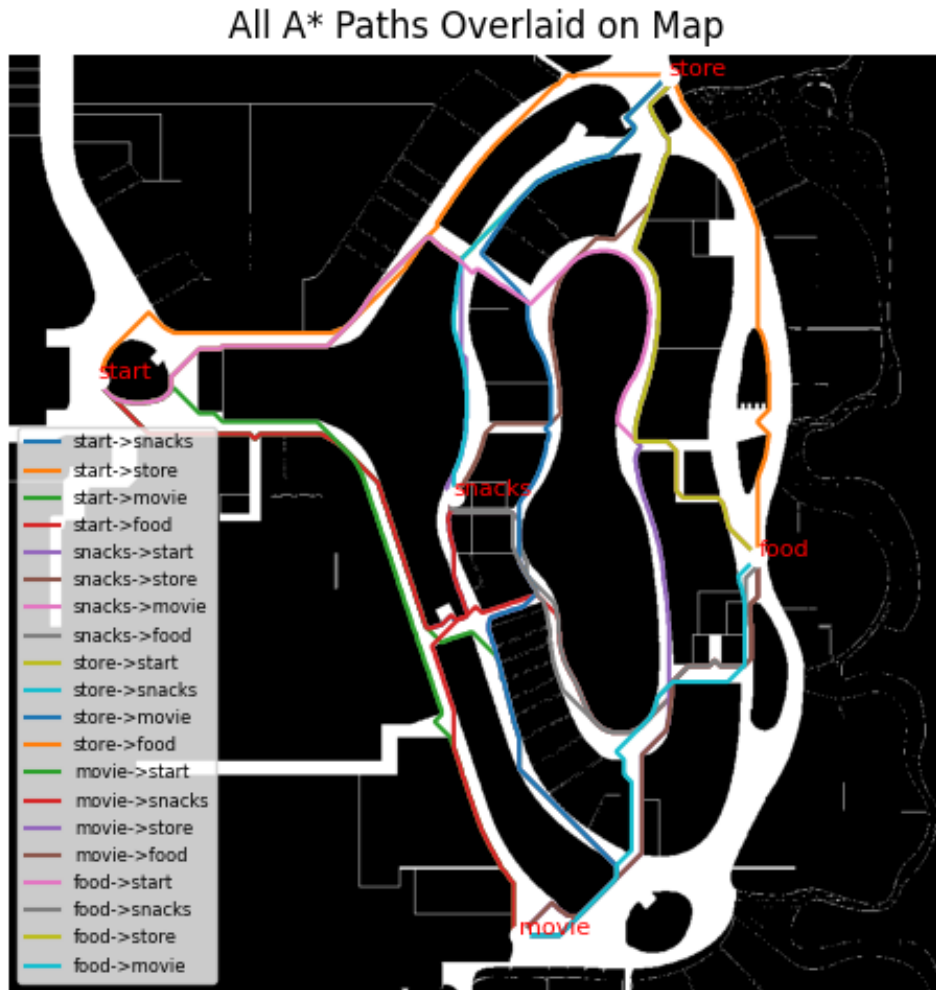 All A* Paths Overlaid on Map
store
start
snacks
food
movie
start->snacks
start->store
start->movie
start->food
snacks->start
snacks->store
snacks->movie
snacks->food
store->start
store->snacks
store->movie
store->food
movie->start
movie->snacks
movie->store
movie->food
food->start
food->snacks
food->store
food->movie